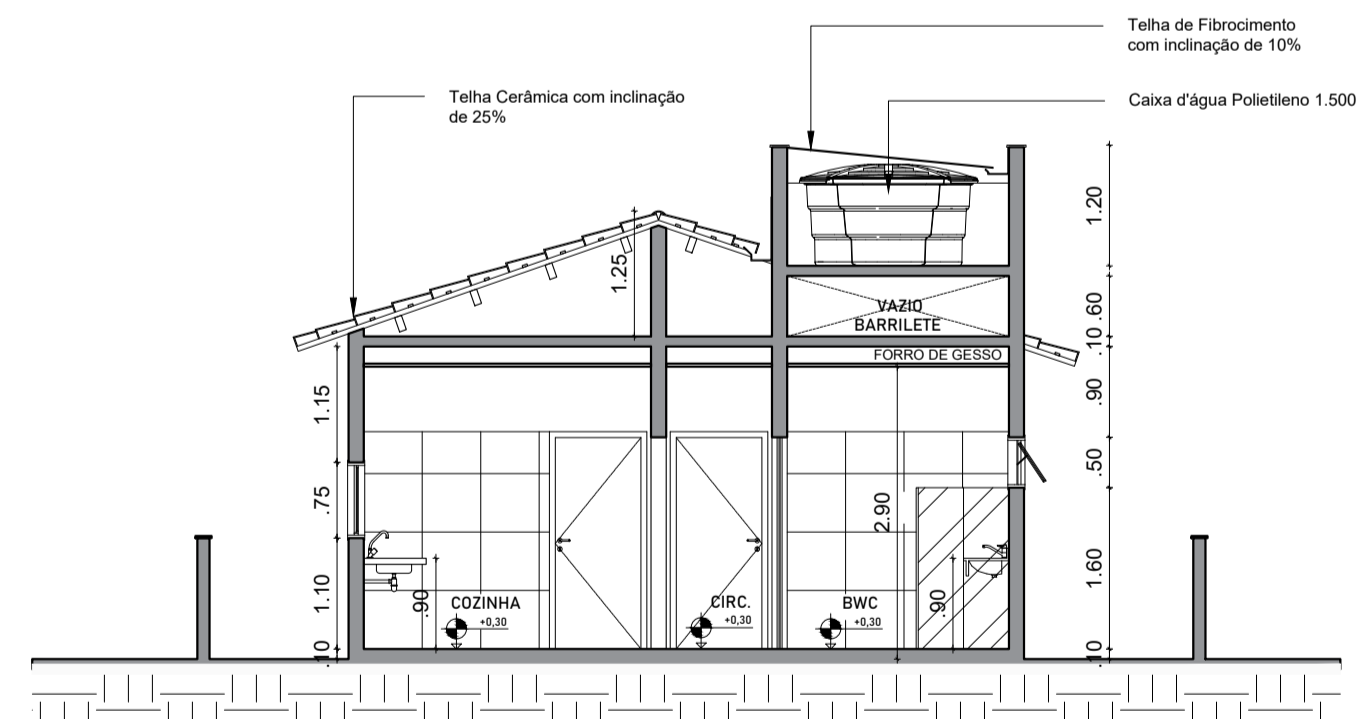 Telha de Fibrocimento
com inclinação de 10%
Telha Cerâmica com inclinação
de 25%
Caixa d'água Polietileno 1.500
1.20
1.25
VAZIO
BARRILETE
.60
.10
FORRO DE GESSO
1.15
.90
.75
.50
2.90
1.10
.90
COZINHA
+0,30
CIRC.
+0,30
BWC
+0,30
.90
1.60
.10
.10